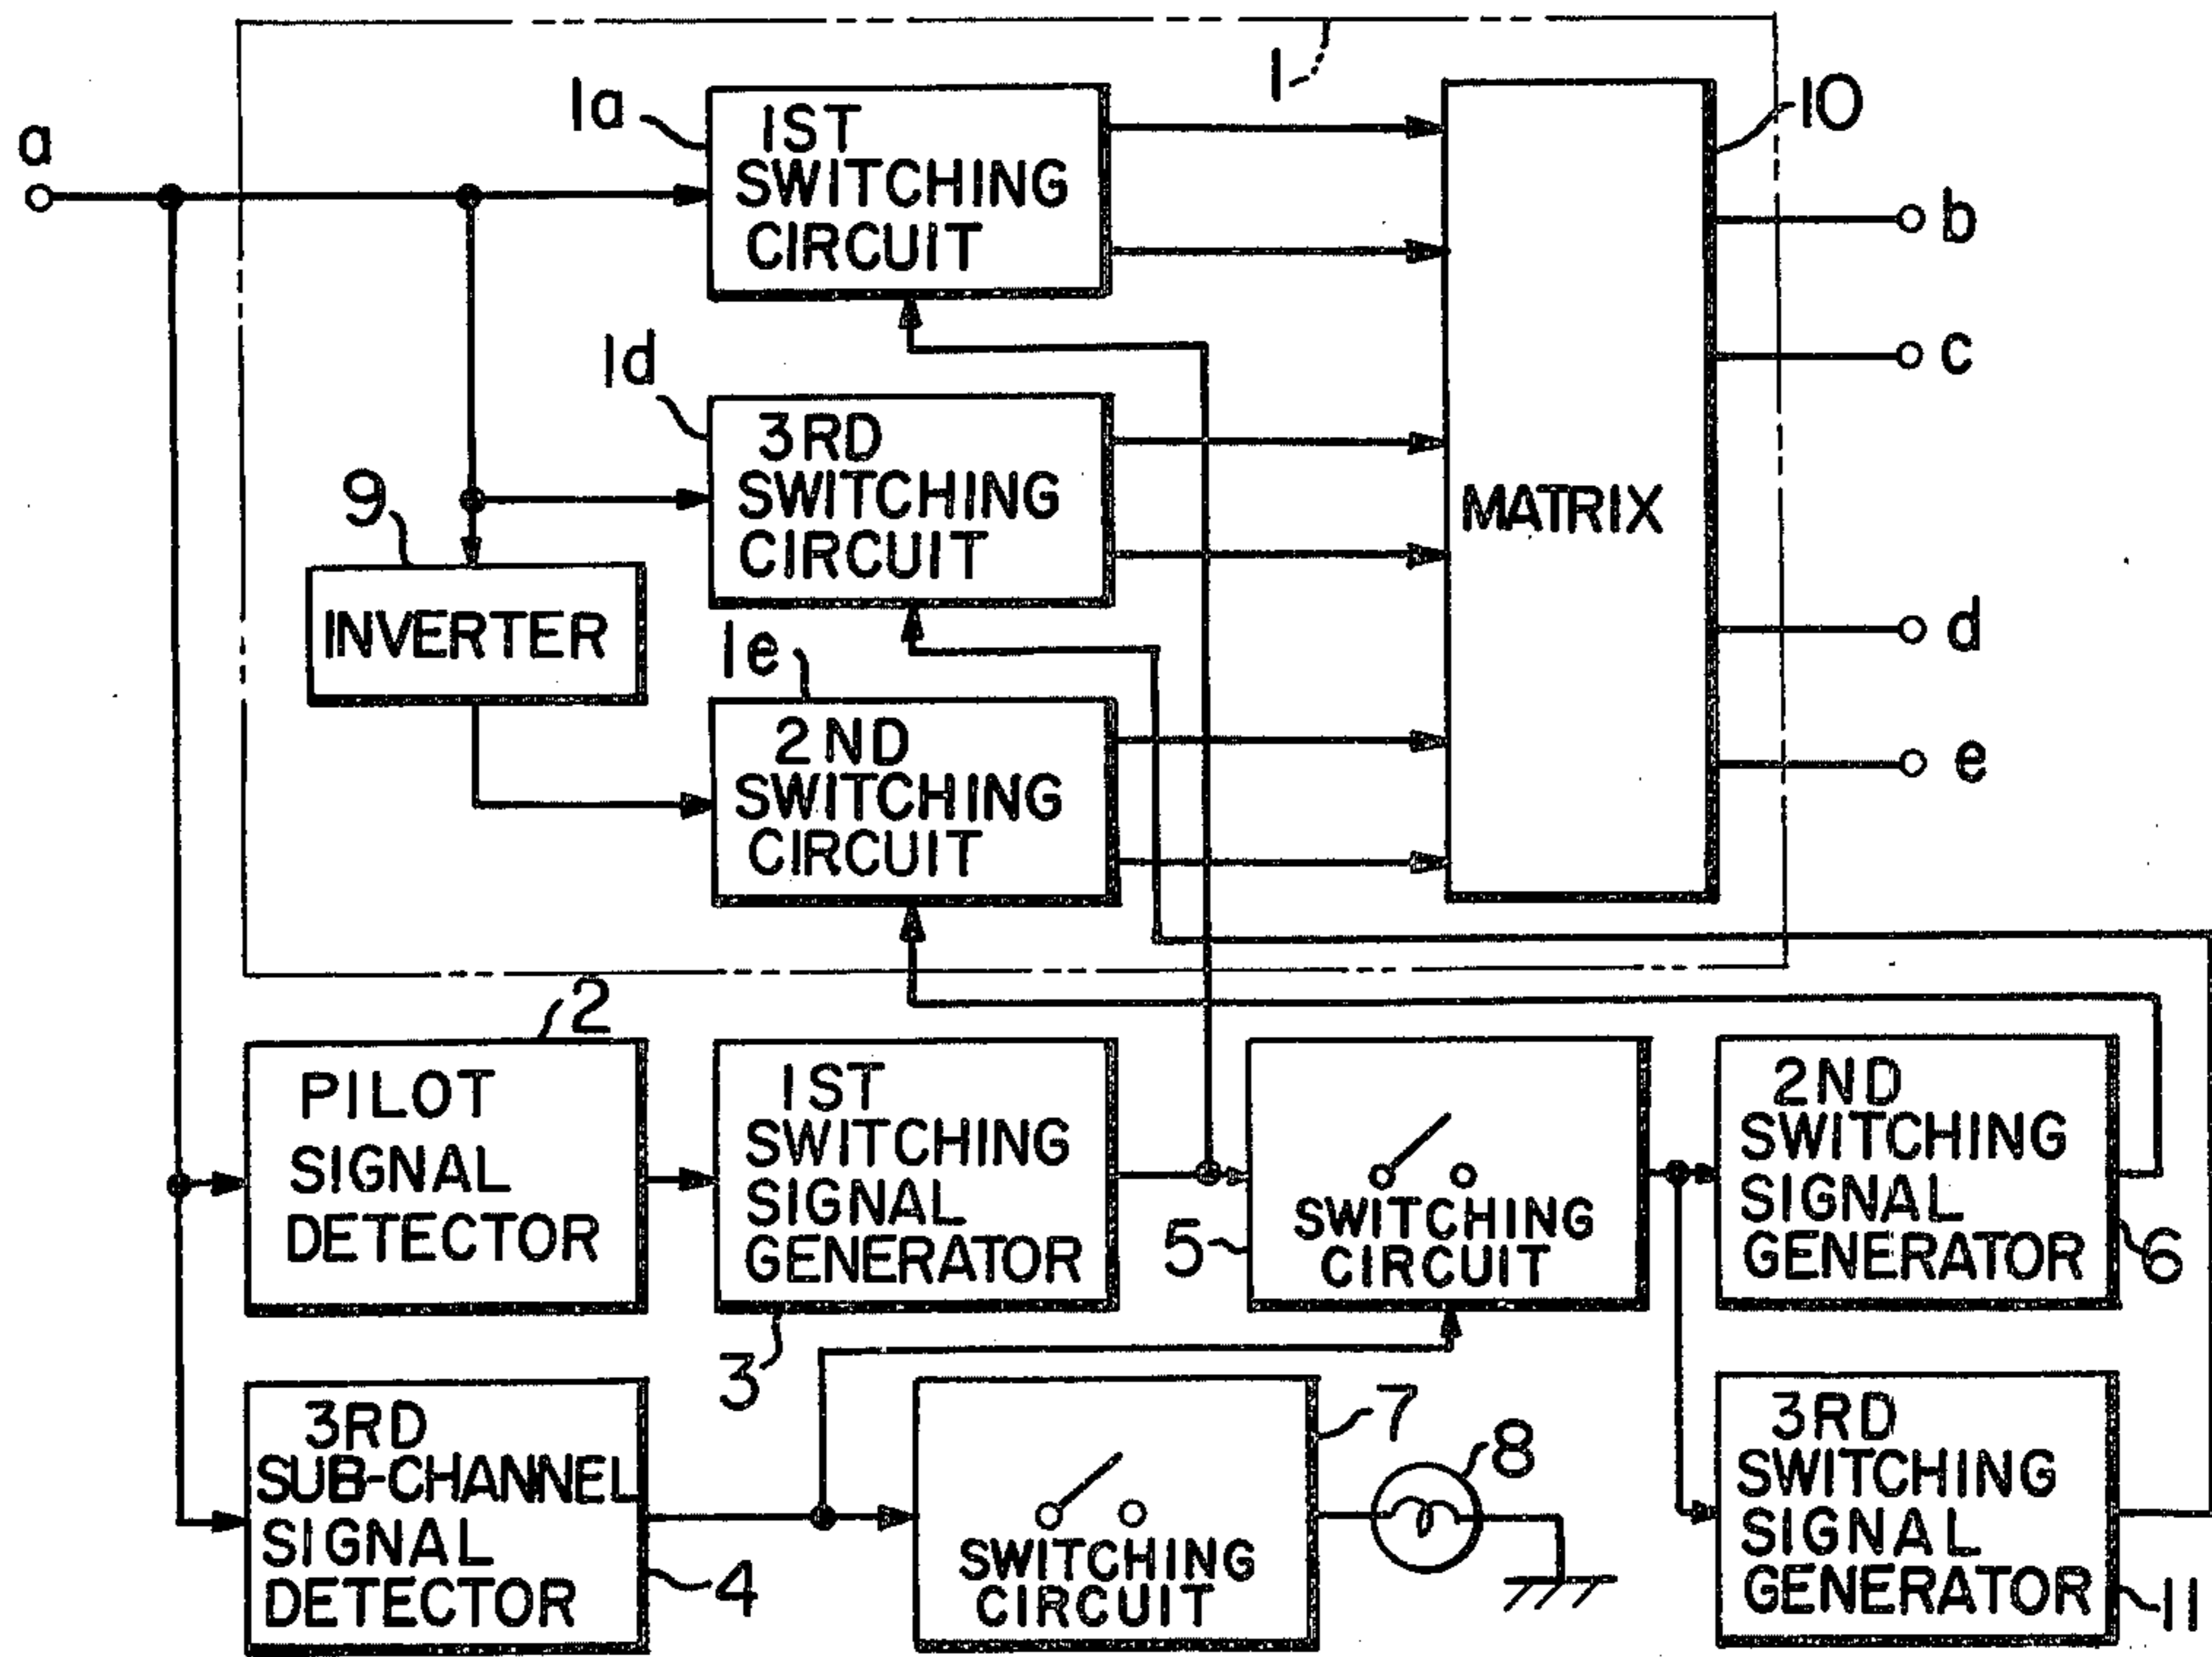 1
1a
10
a
1ST
SWITCHING
CIRCUIT
b
c
1d
3RD
SWITCHING
CIRCUIT
MATRIX
9
INVERTER
d
1e
2ND
SWITCHING
CIRCUIT
e
2
PILOT
SIGNAL
DETECTOR
1ST
SWITCHING
SIGNAL
GENERATOR
3
5
SWITCHING
CIRCUIT
2ND
SWITCHING
SIGNAL
GENERATOR
6
3RD
SUB-CHANNEL
SIGNAL
DETECTOR
4
SWITCHING
CIRCUIT
7
8
3RD
SWITCHING
SIGNAL
GENERATOR
11